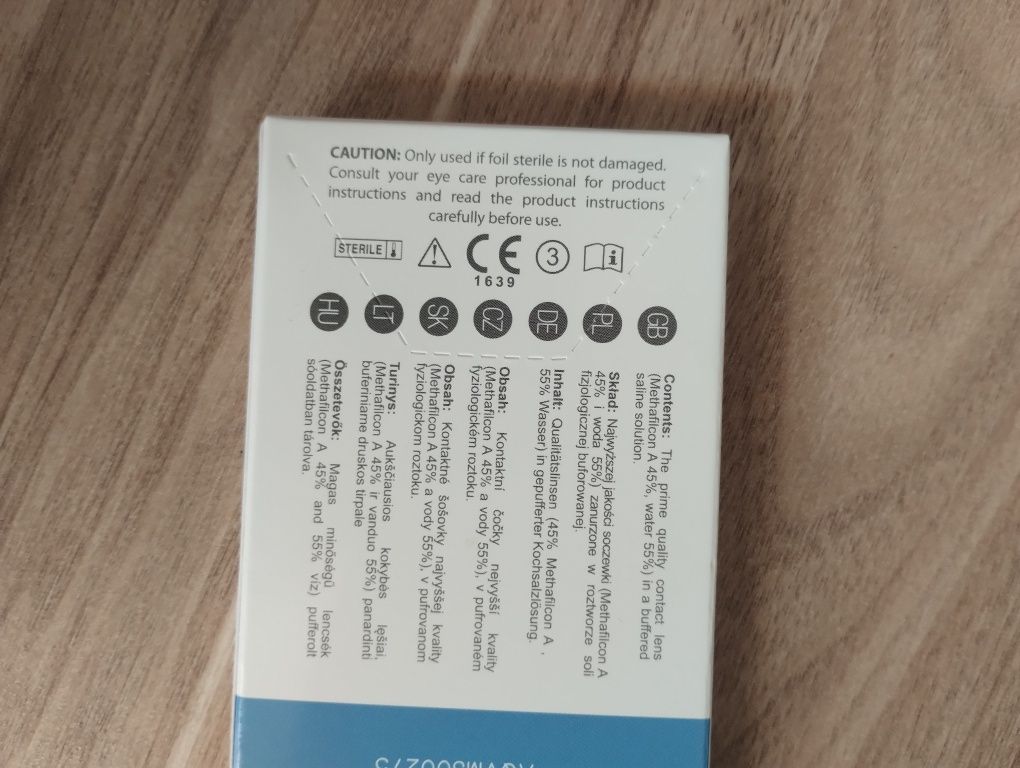 CAUTION: Only used if foil sterile is not damaged.
Consult your eye care professional for product
instructions and read the product instructions
carefully before use.
STERILE
CE
3
i
1639
GB
Contents: The prime quality contact lens
(Methafilcon A 45%, water 55%) in a buffered
saline solution.
PL
Skład: Najwyższej jakości soczewki (Methafilcon A
45% i woda 55%) zanurzone w roztworze soli
fizjologicznej buforowanej.
DE
Inhalt: Qualitätslinsen (45% Methafilcon A ,
55% Wasser) in gepufferter Kochsalzlösung.
CZ
Obsah: Kontaktní čočky nejvyšší kvality
(Methafilcon A 45% a vody 55%), v pufrovaném
fyziologickém roztoku.
SK
Obsah: Kontaktné šošovky najvyššej kvality
(Methafilcon A 45% a vody 55%), v pufrovanom
fyziologickom roztoku.
LT
Turinys: Aukščiausios kokybės lęšiai,
(Methafilcon A 45% ir vanduo 55%) panardinti
buferiniame druskos tirpale
HU
Összetevők: Magas minőségű lencsék
(Methafilcon A 45% and 55% víz) pufferolt
sóoldatban tárolva.